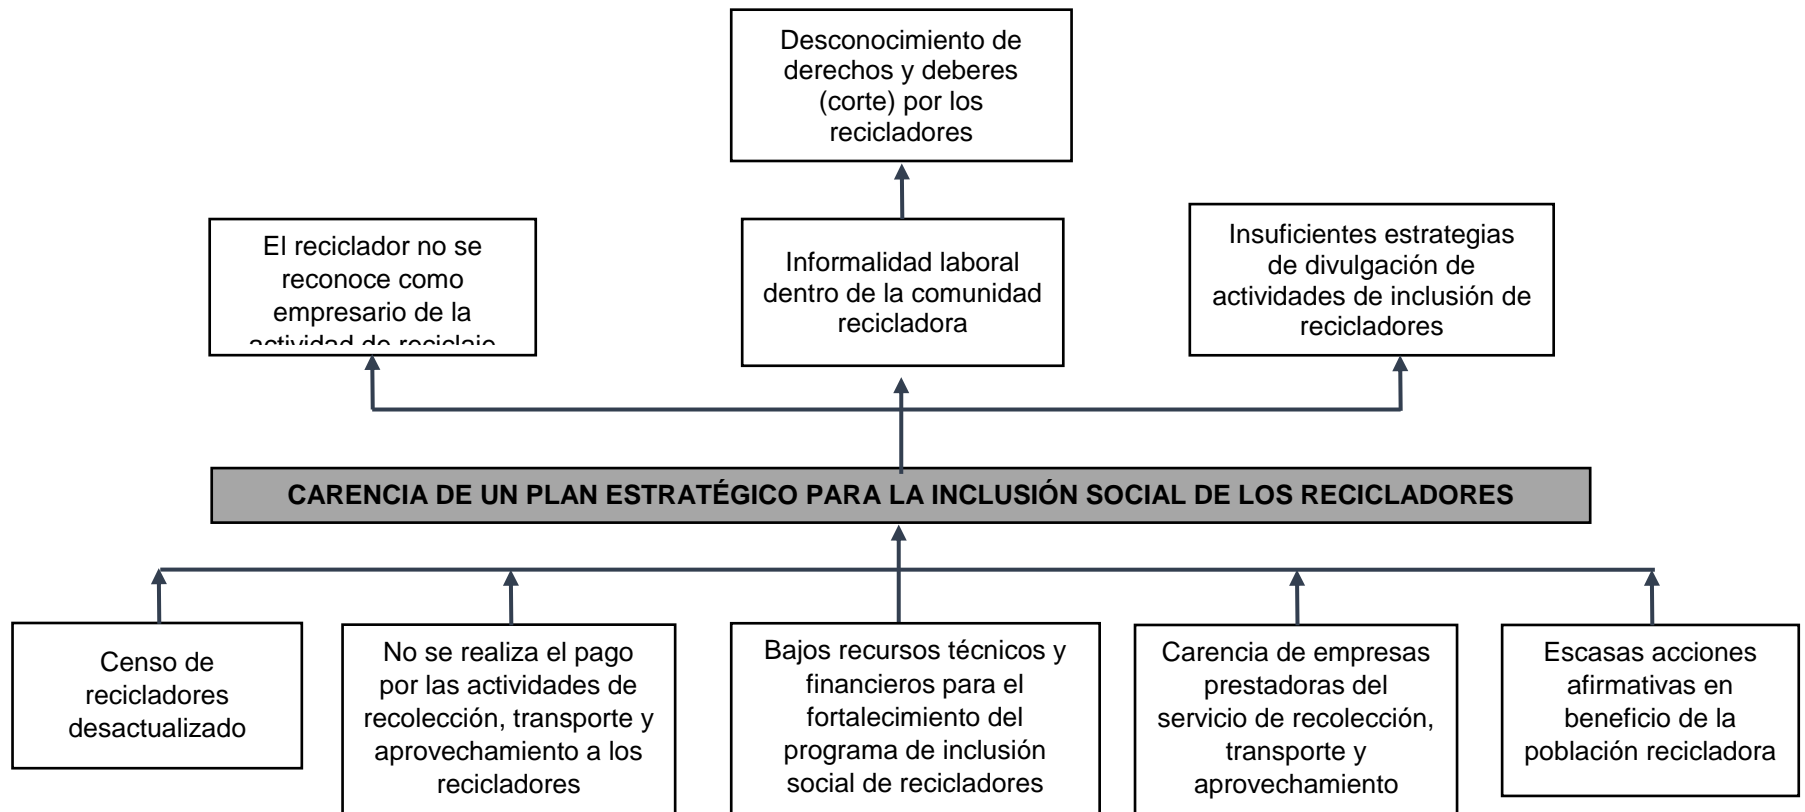 Desconocimiento de
derechos y deberes
(corte) por los
recicladores
El reciclador no se
reconoce como
empresario de la
actividad de reciclaje
Informalidad laboral
dentro de la comunidad
recicladora
Insuficientes estrategias
de divulgación de
actividades de inclusión de
recicladores
CARENCIA DE UN PLAN ESTRATÉGICO PARA LA INCLUSIÓN SOCIAL DE LOS RECICLADORES
Censo de
recicladores
desactualizado
No se realiza el pago
por las actividades de
recolección, transporte y
aprovechamiento a los
recicladores
Bajos recursos técnicos y
financieros para el
fortalecimiento del
programa de inclusión
social de recicladores
Carencia de empresas
prestadoras del
servicio de recolección,
transporte y
aprovechamiento
Escasas acciones
afirmativas en
beneficio de la
población recicladora